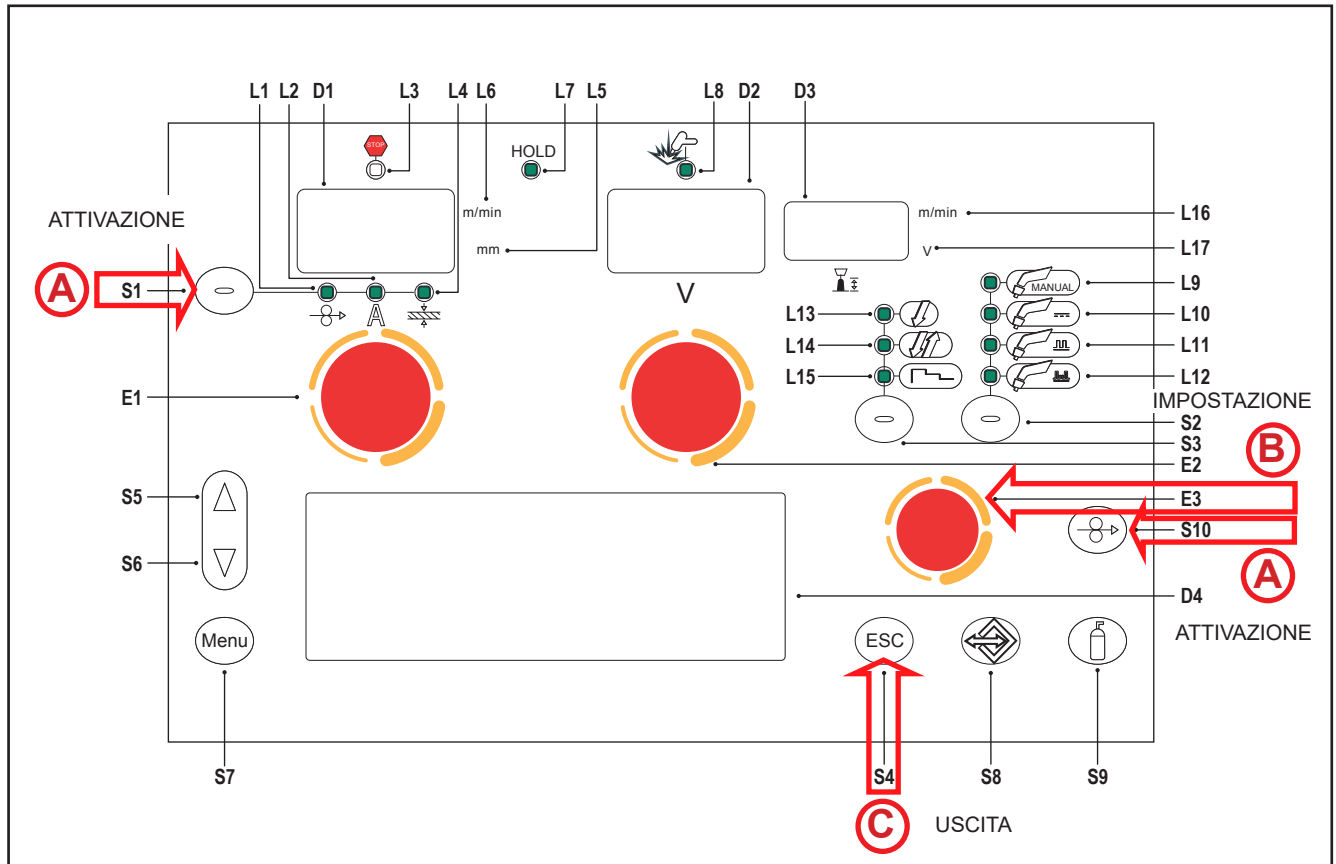 L1 L2 D1 L3 L4 L6 L7 L5 L8 D2 D3
STOP
HOLD
m/min
mm
m/min
V
V
A
ATTIVAZIONE
A
S1
L16
L17
L9
MANUAL
L10
L11
L12
L13
L14
L15
IMPOSTAZIONE
S2
S3
B
E1
E2
E3
S5
S10
S6
A
D4
ATTIVAZIONE
Menu
ESC
S7
S4
S8
S9
C
USCITA